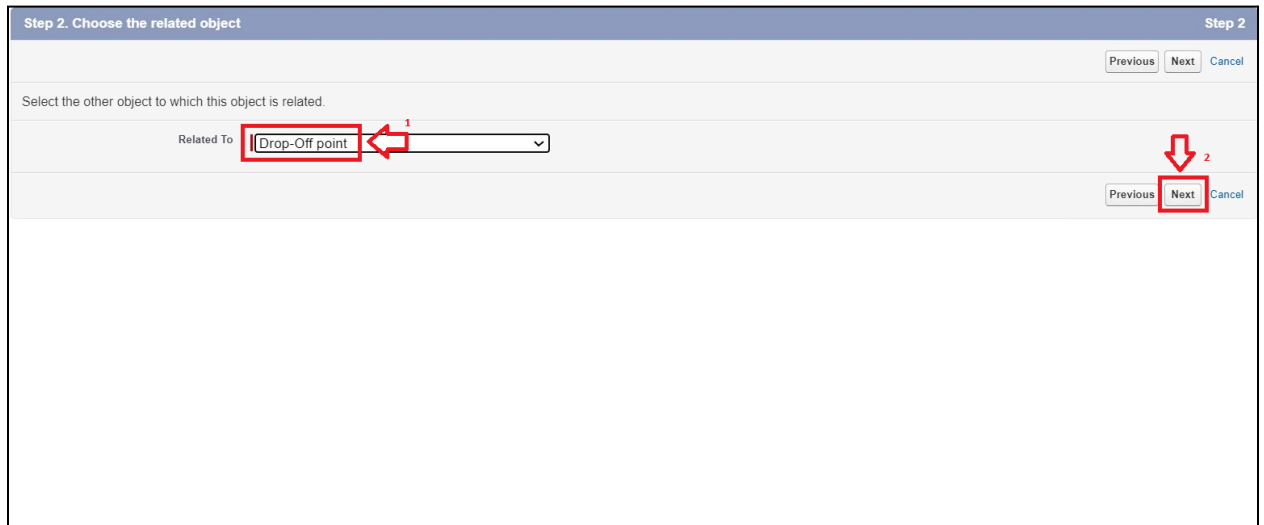 Step 2. Choose the related object Step 2
Previous Next Cancel
Select the other object to which this object is related.
1
Related To Drop-Off point
2
Previous Next Cancel